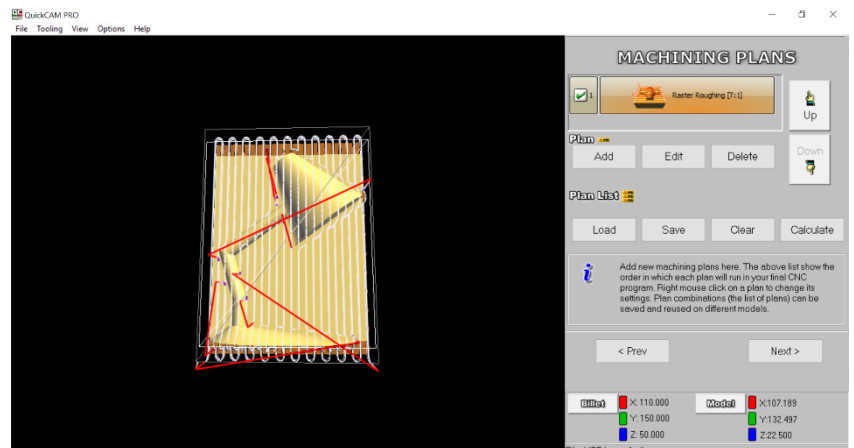 QuickCAM PRO
File Tooling View Options Help
MACHINING PLANS
1 Raster Roughing [T:1]
Up
Plan
Add Edit Delete
Down
Plan List
Load Save Clear Calculate
Add new machining plans here. The above list show the
order in which each plan will run in your final CNC
program. Right mouse click on a plan to change its
settings. Plan combinations (the list of plans) can be
saved and reused on different models.
< Prev Next >
Billet X: 110.000 Model X:107.189
Y: 150.000 Y:132.497
Z: 50.000 Z:22.500